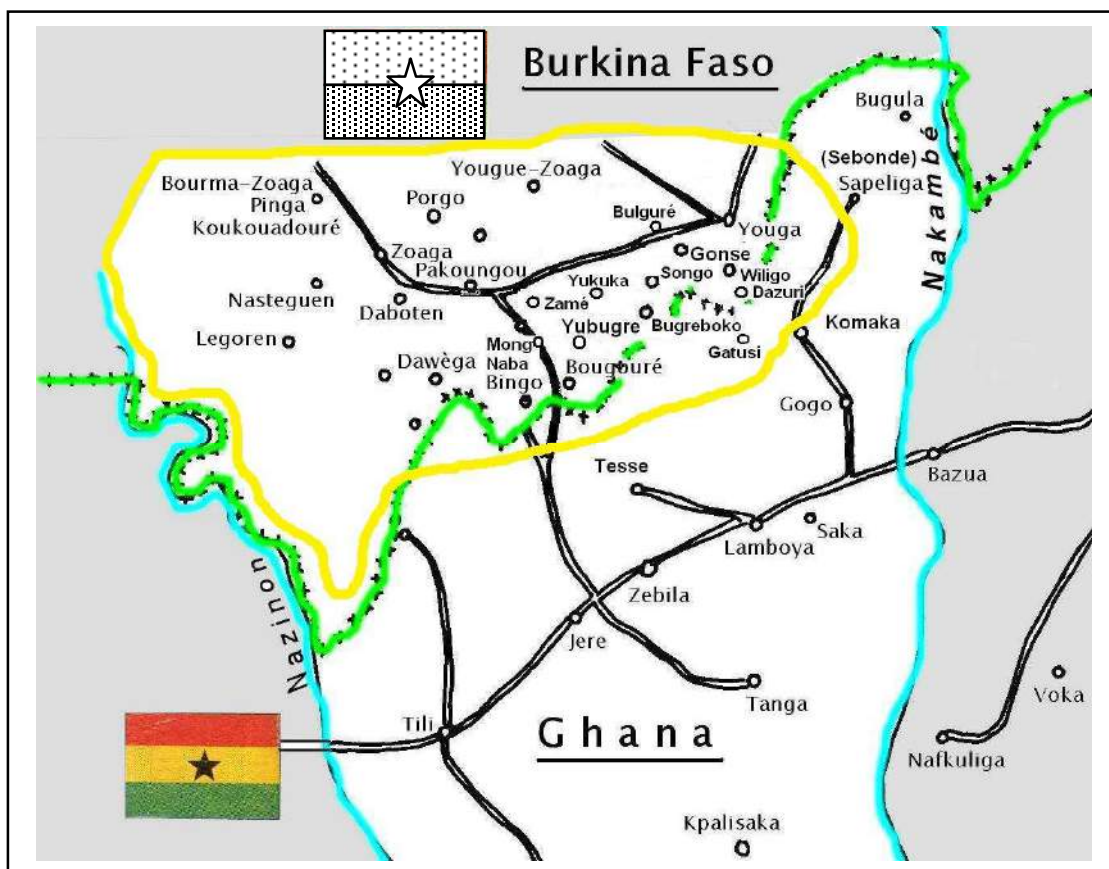 Burkina Faso
Bugula
Nakambé
(Sebonde)
Sapeliga
Yougue-Zoaga
Bourma-Zoaga
Pinga
Koukouadouré
Porgo
Bulguré
Youga
Zoaga
Gonse
Pakoungou
Songo
Wiligo
Dazuri
Yukuka
Nasteguen
Daboten
Zamé
Bugreboko
Komaka
Legoren
Mong
Naba
Yubugre
Gatusi
Dawèga
Bingo
Bougouré
Gogo
Tesse
Bazua
Saka
Lamboya
Nazinon
Zebila
Jere
Voka
Tanga
Tili
Ghana
Nafkuliga
Kpalisaka